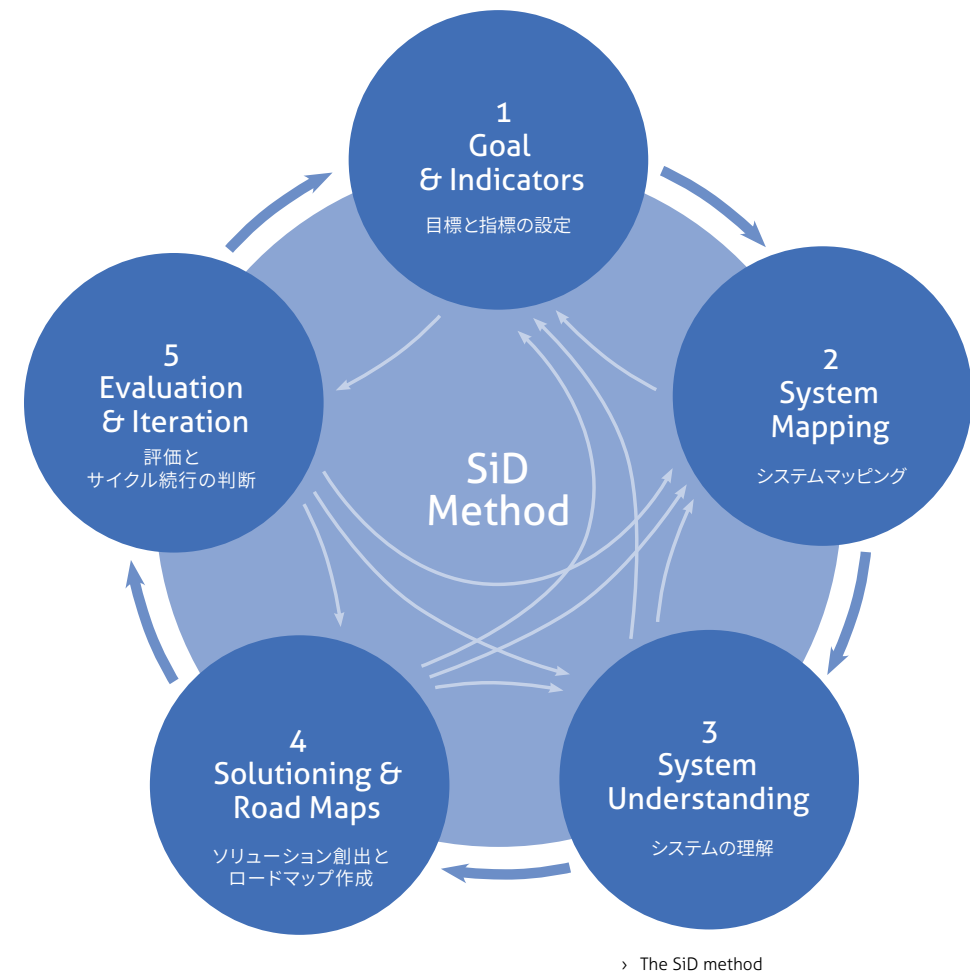 1
Goal
& Indicators
目標と指標の設定
2
System
Mapping
システムマッピング
3
System
Understanding
システムの理解
4
Solutioning &
Road Maps
ソリューション創出と
ロードマップ作成
5
Evaluation
& Iteration
評価と
サイクル続行の判断
SiD
Method
› The SiD method